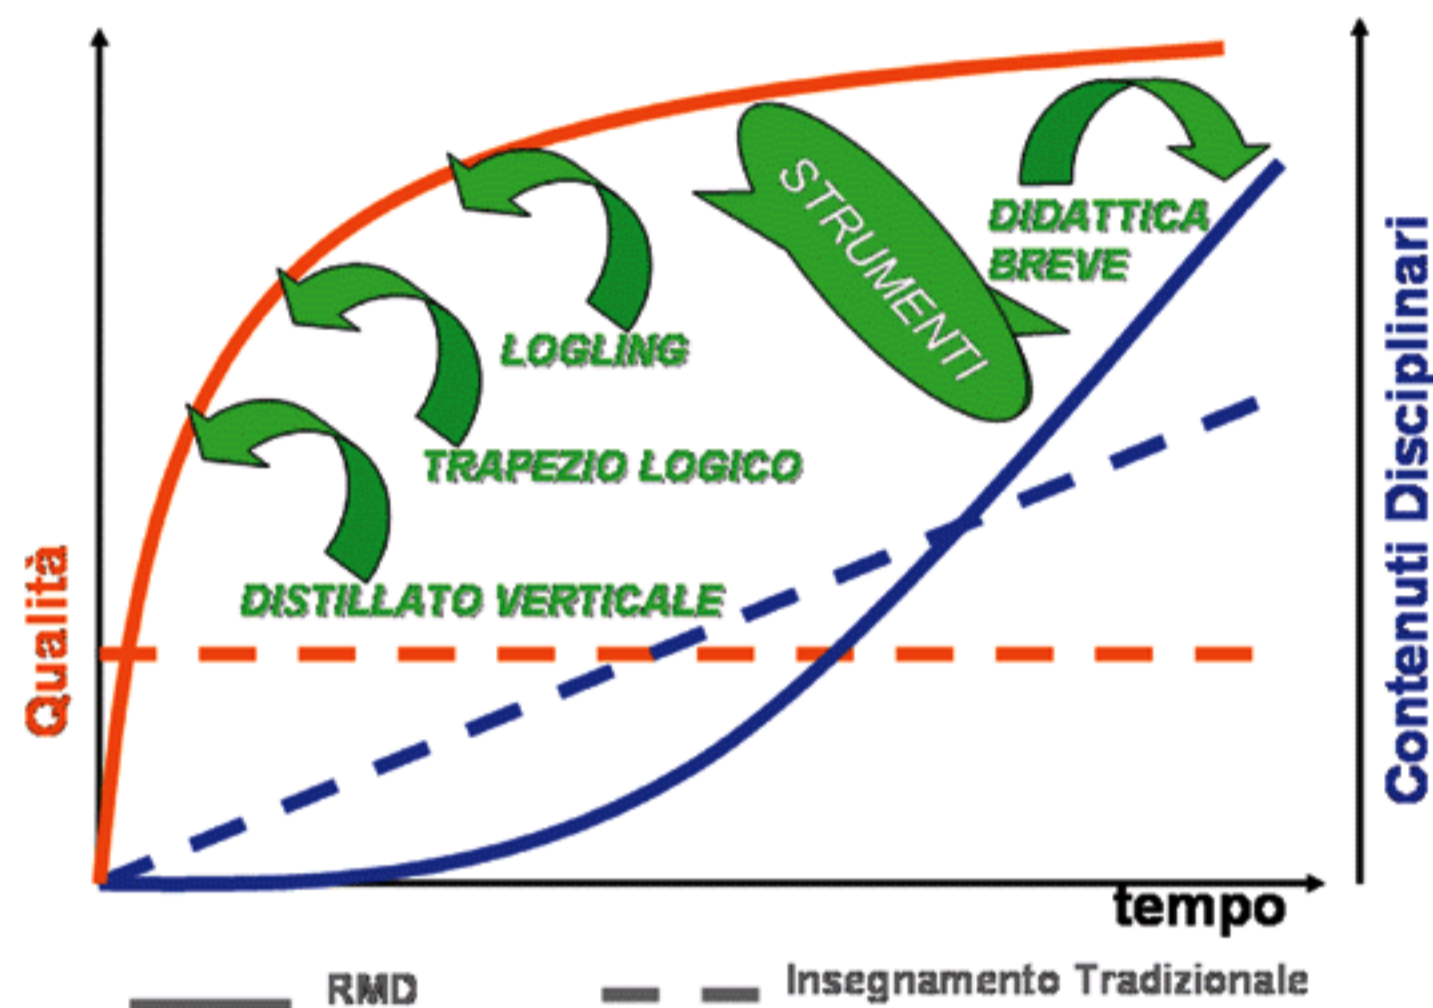 STRUMENTI
DIDATTICA
BREVE
LOGLING
TRAPEZIO LOGICO
DISTILLATO VERTICALE
Qualità
Contenuti Disciplinari
tempo
RMD
Insegnamento Tradizionale